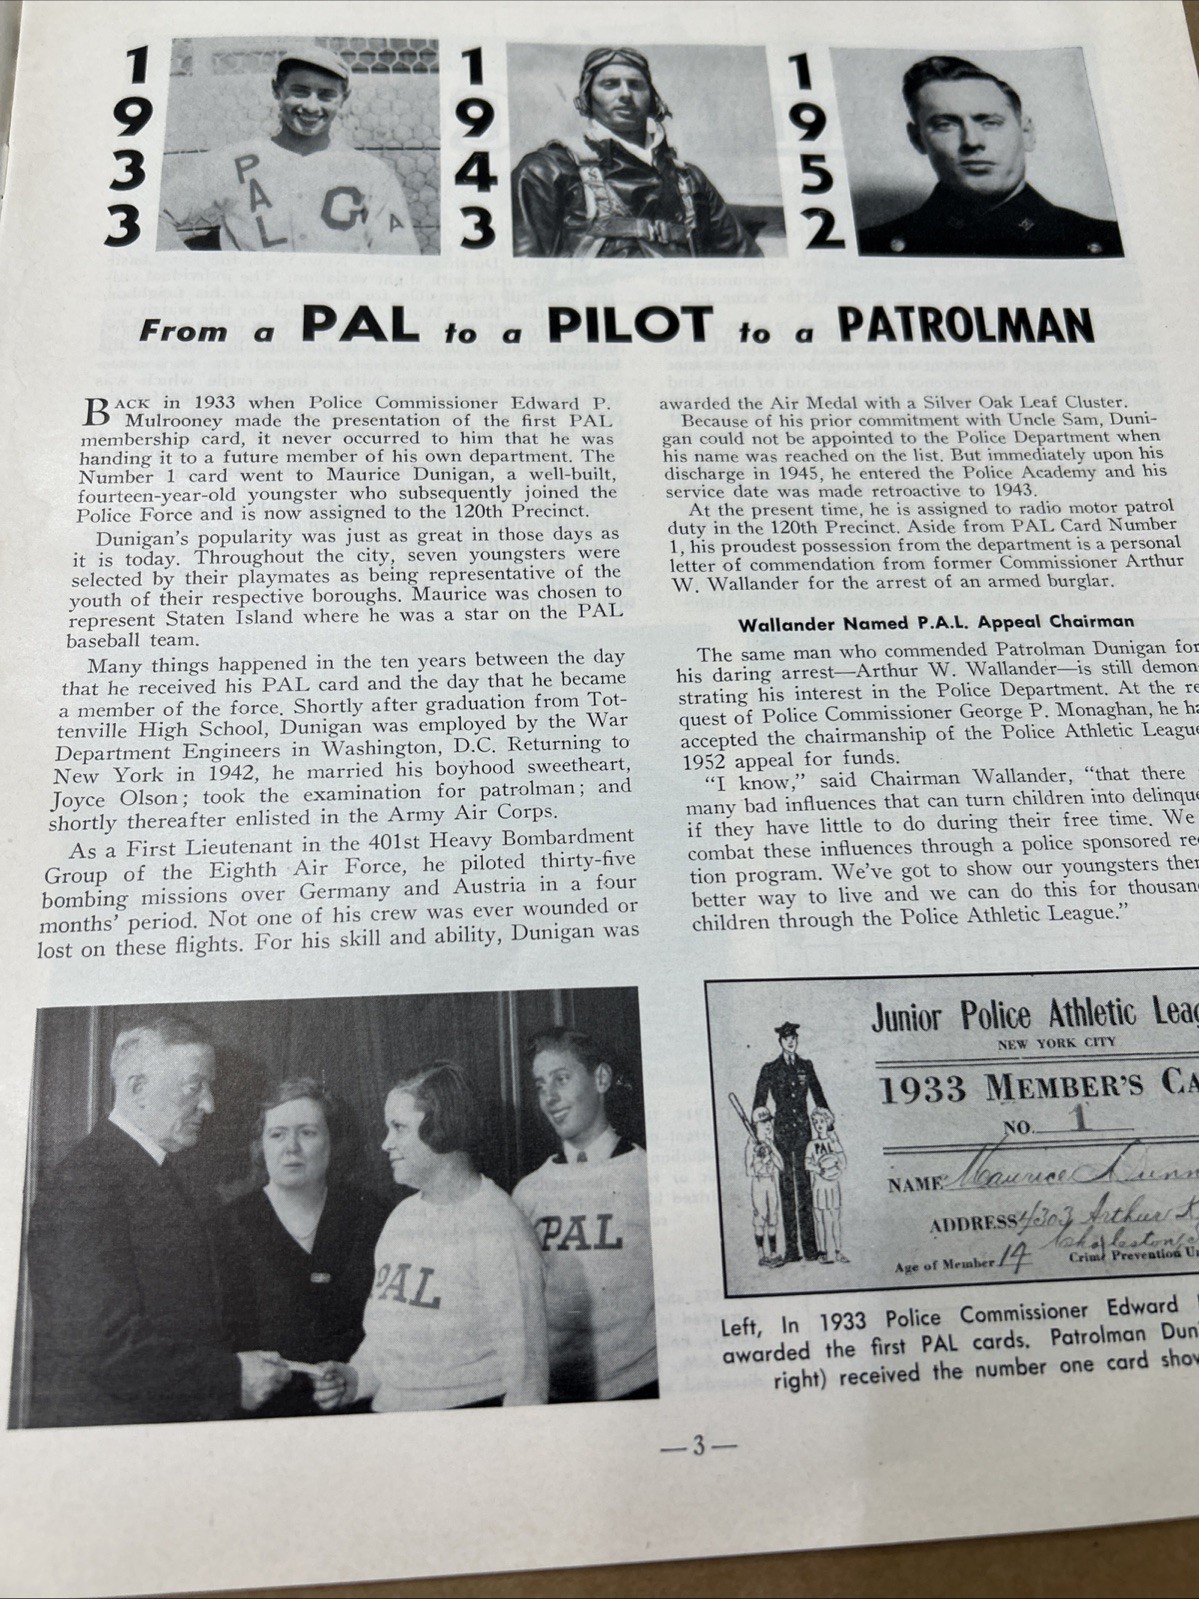 1933
1943
1952
PAL
G
A
From a PAL to a PILOT to a PATROLMAN
BACK in 1933 when Police Commissioner Edward P.
Mulrooney made the presentation of the first PAL
membership card, it never occurred to him that he was
handing it to a future member of his own department. The
Number 1 card went to Maurice Dunigan, a well-built,
fourteen-year-old youngster who subsequently joined the
Police Force and is now assigned to the 120th Precinct.
Dunigan's popularity was just as great in those days as
it is today. Throughout the city, seven youngsters were
selected by their playmates as being representative of the
youth of their respective boroughs. Maurice was chosen to
represent Staten Island where he was a star on the PAL
baseball team.
Many things happened in the ten years between the day
that he received his PAL card and the day that he became
a member of the force. Shortly after graduation from Tot-
tenville High School, Dunigan was employed by the War
Department Engineers in Washington, D.C. Returning to
New York in 1942, he married his boyhood sweetheart,
Joyce Olson; took the examination for patrolman; and
shortly thereafter enlisted in the Army Air Corps.
As a First Lieutenant in the 401st Heavy Bombardment
Group of the Eighth Air Force, he piloted thirty-five
bombing missions over Germany and Austria in a four
months' period. Not one of his crew was ever wounded or
lost on these flights. For his skill and ability, Dunigan was
awarded the Air Medal with a Silver Oak Leaf Cluster.
Because of his prior commitment with Uncle Sam, Duni-
gan could not be appointed to the Police Department when
his name was reached on the list. But immediately upon his
discharge in 1945, he entered the Police Academy and his
service date was made retroactive to 1943.
At the present time, he is assigned to radio motor patrol
duty in the 120th Precinct. Aside from PAL Card Number
1, his proudest possession from the department is a personal
letter of commendation from former Commissioner Arthur
W. Wallander for the arrest of an armed burglar.
Wallander Named P.A.L. Appeal Chairman
The same man who commended Patrolman Dunigan for
his daring arrest—Arthur W. Wallander—is still demon-
strating his interest in the Police Department. At the re
quest of Police Commissioner George P. Monaghan, he ha
accepted the chairmanship of the Police Athletic League
1952 appeal for funds.
"I know," said Chairman Wallander, "that there
many bad influences that can turn children into delinque
if they have little to do during their free time. We
combat these influences through a police sponsored re
tion program. We've got to show our youngsters ther
better way to live and we can do this for thousan
children through the Police Athletic League."
PAL
PAL
Junior Police Athletic Leag
NEW YORK CITY
1933 MEMBER'S CA
NO. 1
PAL
NAME Maurice Dunn
ADDRESS 4303 Arthur K
Charleston
Age of Member 14 Crime Prevention Un
Left, In 1933 Police Commissioner Edward
awarded the first PAL cards. Patrolman Dun
right) received the number one card show
—3—